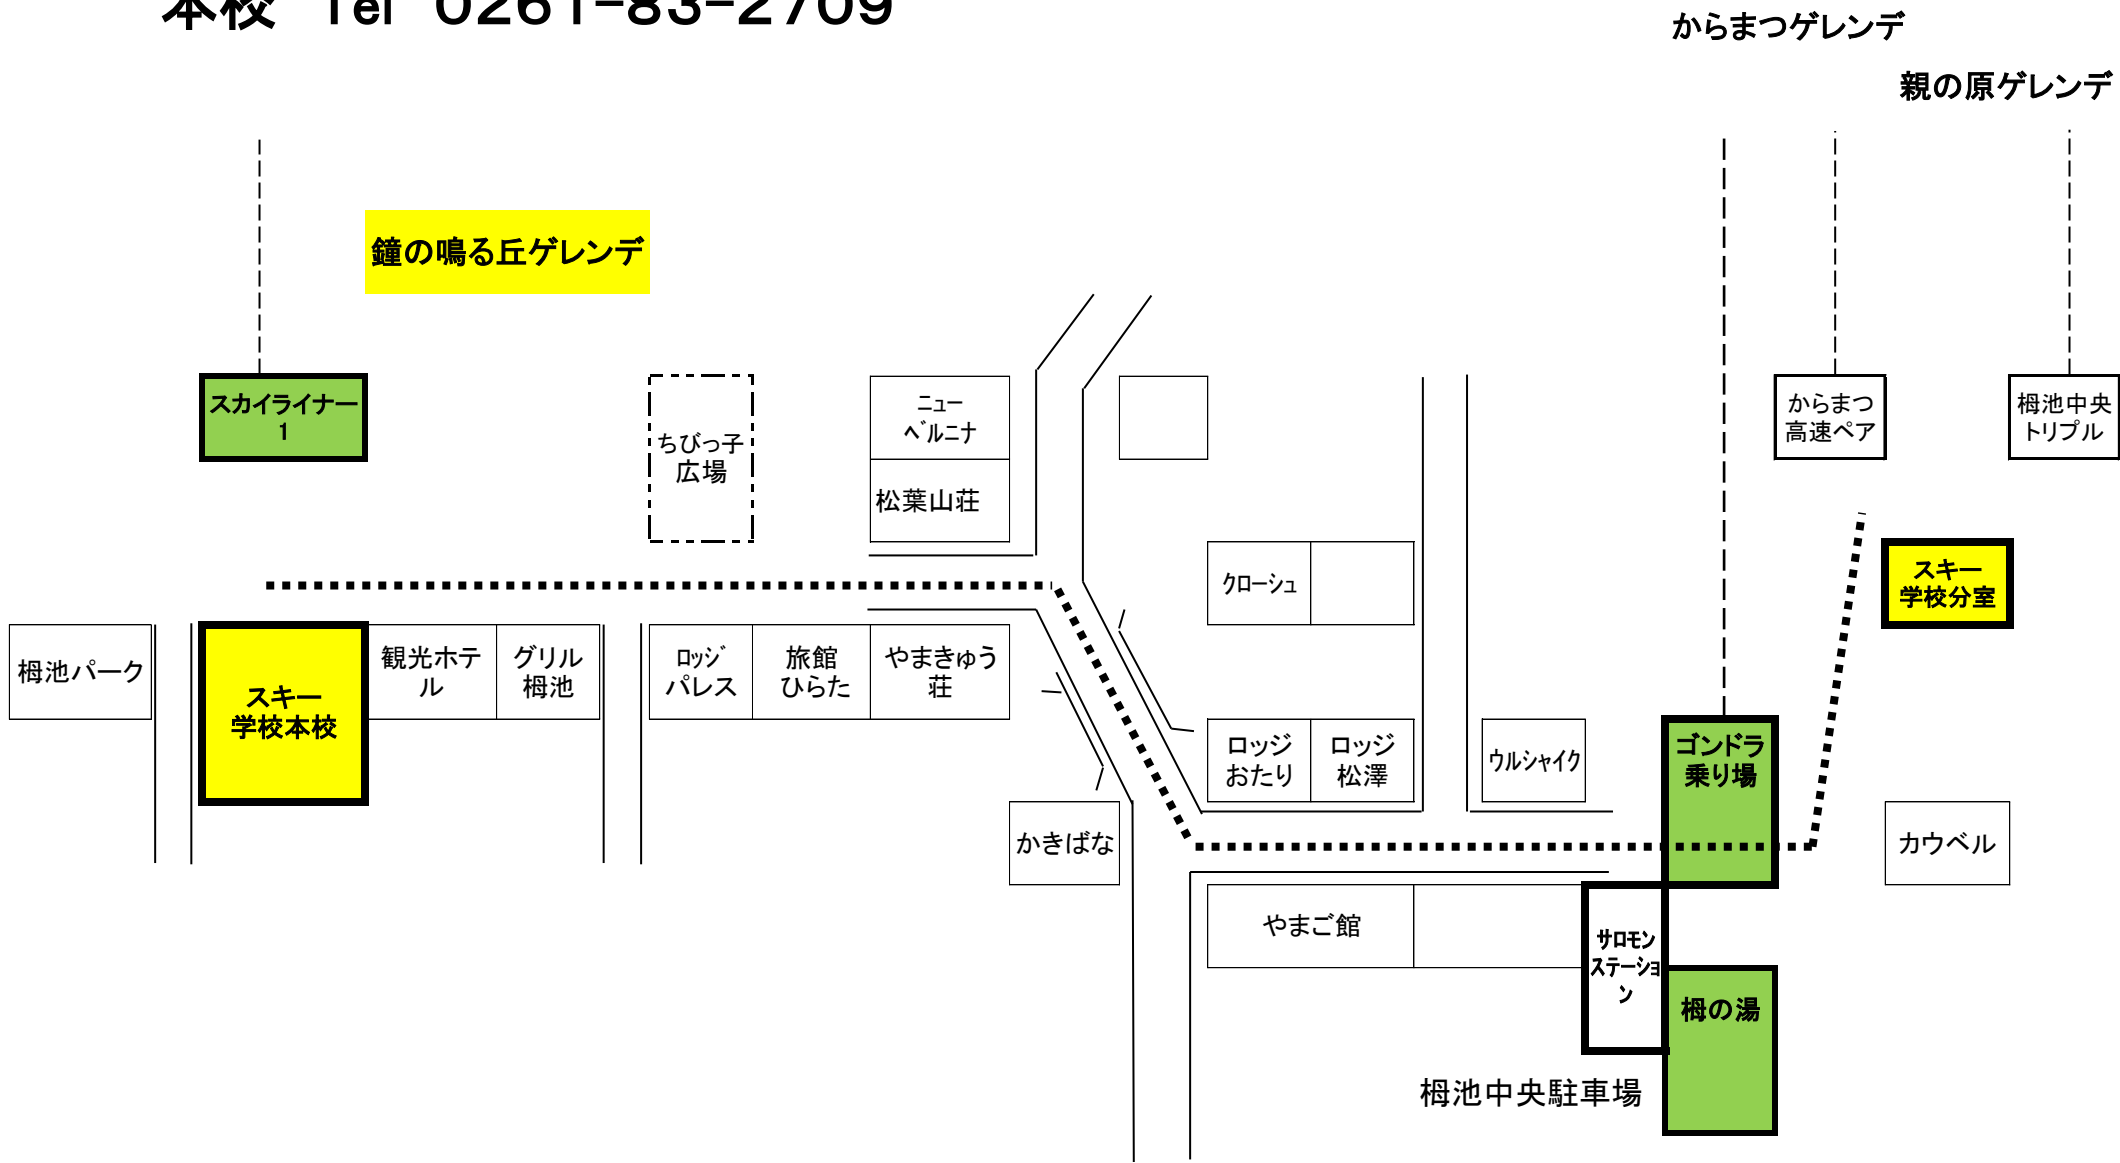 本校　Tel　0261-83-2709
からまつゲレンデ
親の原ゲレンデ
鐘の鳴る丘ゲレンデ
スカイライナー
1
ちびっ子
広場
ニュー
ベルニナ
松葉山荘
からまつ
高速ペア
栂池中央
トリプル
クローシュ
スキー
学校分室
栂池パーク
スキー
学校本校
観光ホテ
ル
グリル
栂池
ロッジ
パレス
旅館
ひらた
やまきゅう
荘
ロッジ
おたり
ロッジ
松澤
ウルシャイク
ゴンドラ
乗り場
かきばな
カウベル
やまご館
サロモン
ステーショ
ン
栂の湯
栂池中央駐車場